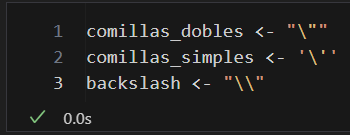 1 comillas_dobles <- "\""
2 comillas_simples <- '\''
3 backslash <- "\\"
✓ 0.0s